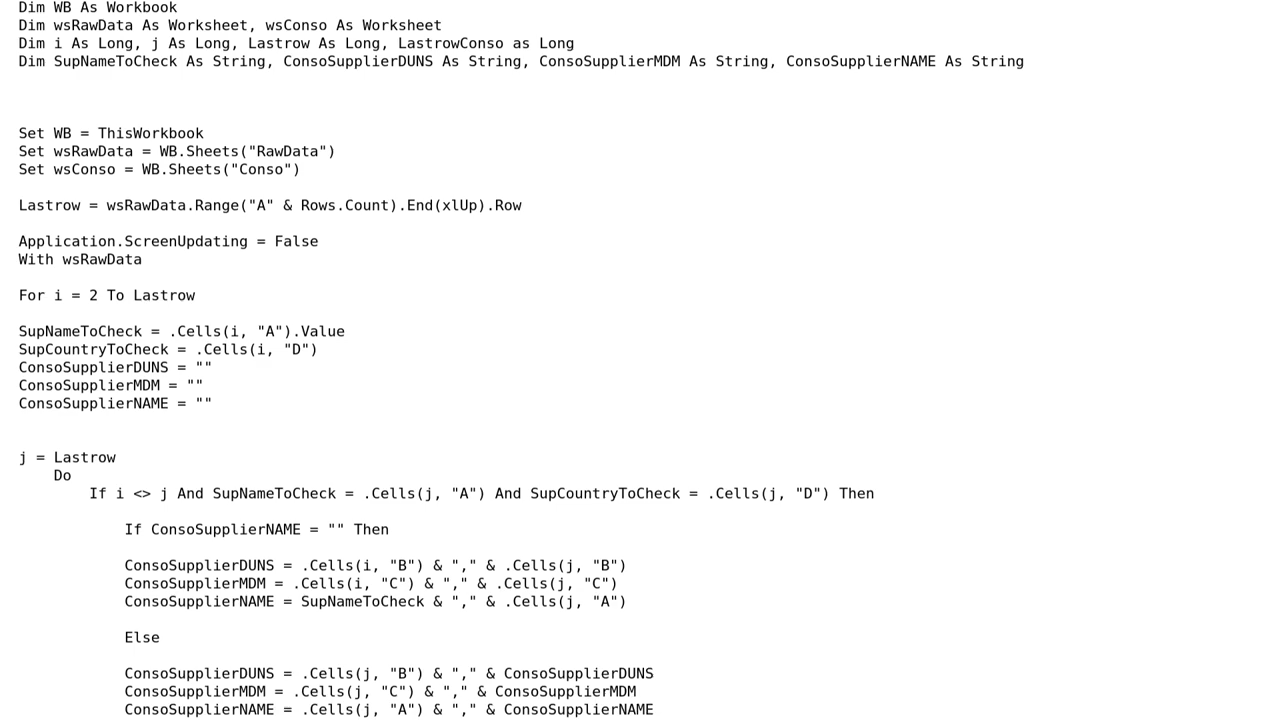 Dim WB As Workbook
Dim wsRawData As Worksheet, wsConso As Worksheet
Dim i As Long, j As Long, Lastrow As Long, LastrowConso as Long
Dim SupNameToCheck As String, ConsoSupplierDUNS As String, ConsoSupplierMDM As String, ConsoSupplierNAME As String
Set WB = ThisWorkbook
Set wsRawData = WB.Sheets("RawData")
Set wsConso = WB.Sheets("Conso")
Lastrow = wsRawData.Range("A" & Rows.Count).End(xlUp).Row
Application.ScreenUpdating = False
With wsRawData
For i = 2 To Lastrow
SupNameToCheck = .Cells(i, "A").Value
SupCountryToCheck = .Cells(i, "D")
ConsoSupplierDUNS = ""
ConsoSupplierMDM = ""
ConsoSupplierNAME = ""
j = Lastrow
Do
If i <> j And SupNameToCheck = .Cells(j, "A") And SupCountryToCheck = .Cells(j, "D") Then
If ConsoSupplierNAME = "" Then
ConsoSupplierDUNS = .Cells(i, "B") & "," & .Cells(j, "B")
ConsoSupplierMDM = .Cells(i, "C") & "," & .Cells(j, "C")
ConsoSupplierNAME = SupNameToCheck & "," & .Cells(j, "A")
Else
ConsoSupplierDUNS = .Cells(j, "B") & "," & ConsoSupplierDUNS
ConsoSupplierMDM = .Cells(j, "C") & "," & ConsoSupplierMDM
ConsoSupplierNAME = .Cells(j, "A") & "," & ConsoSupplierNAME